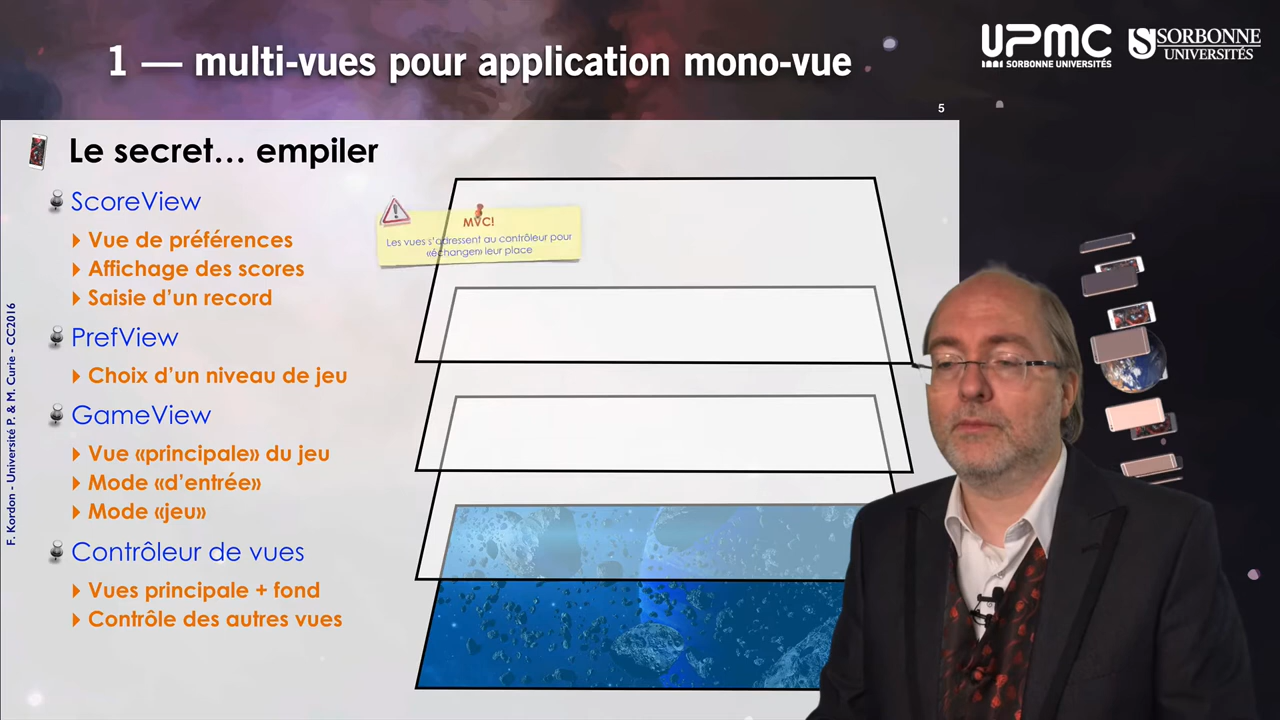 1 — multi-vues pour application mono-vue
UPMC
SORBONNE UNIVERSITÉS
S SORBONNE
UNIVERSITÉS
5
Le secret... empiler
ScoreView
Vue de préférences
Affichage des scores
Saisie d'un record
PrefView
Choix d'un niveau de jeu
GameView
Vue «principale» du jeu
Mode «d'entrée»
Mode «jeu»
Contrôleur de vues
Vues principale + fond
Contrôle des autres vues
MVC!
Les vues s'adressent au contrôleur pour
«échanger» leur place
F. Kordon - Université P. & M. Curie - CC2016